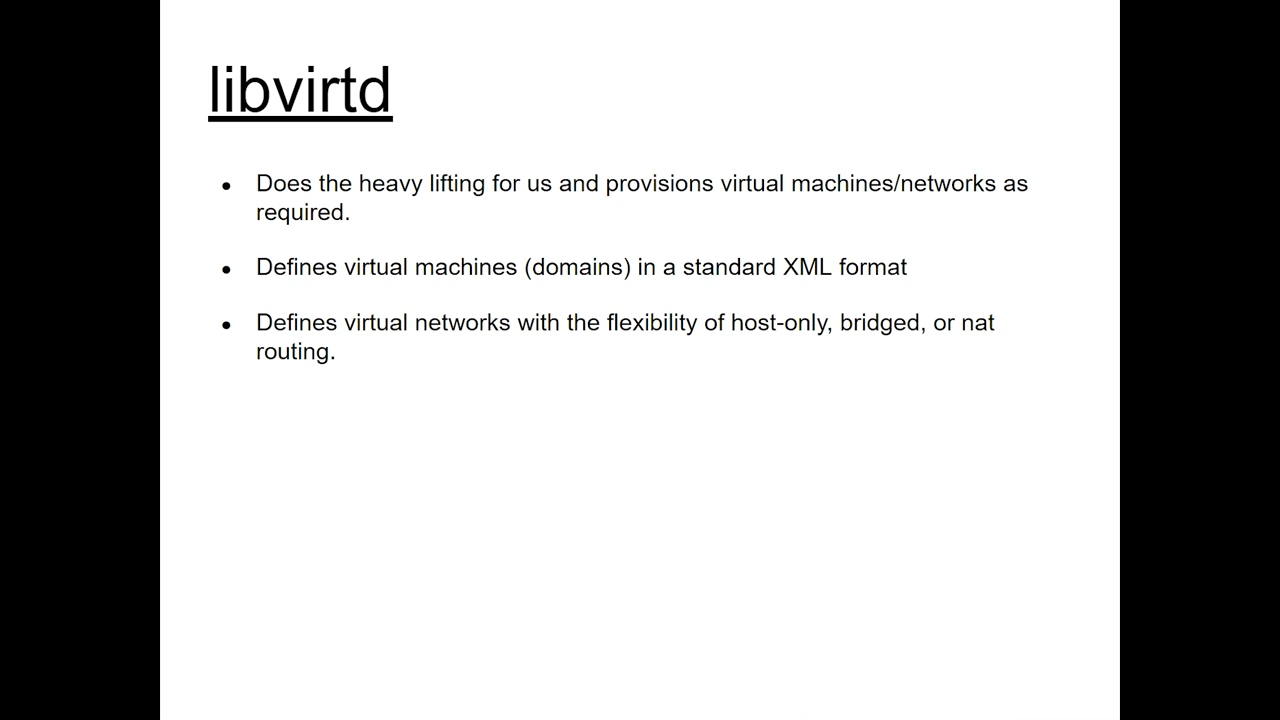 libvirtd
● Does the heavy lifting for us and provisions virtual machines/networks as
required.
● Defines virtual machines (domains) in a standard XML format
● Defines virtual networks with the flexibility of host-only, bridged, or nat
routing.